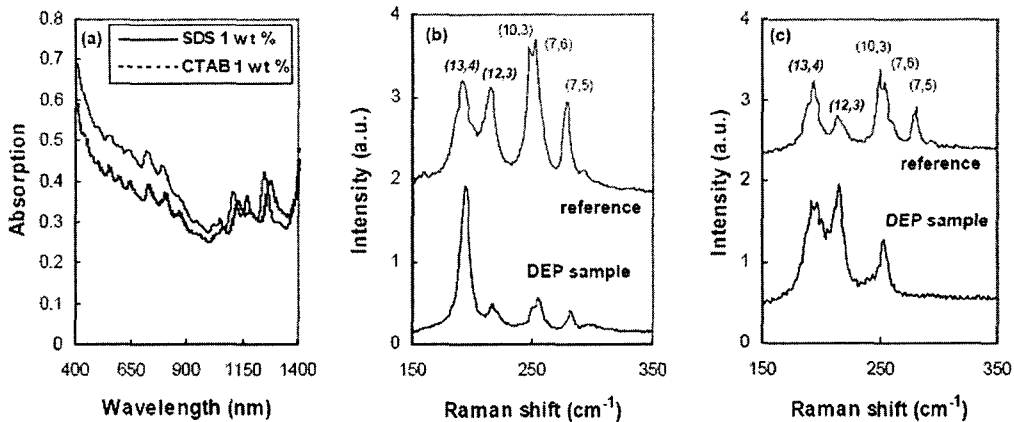 (a)
SDS 1 wt %
CTAB 1 wt %
Absorption
0.8
0.7
0.6
0.5
0.4
0.3
0.2
0.1
0
400
650
900
1150
1400
Wavelength (nm)
(b)
Intensity (a.u.)
4
3
2
1
0
(13,4)
(12,3)
(10,3)
(7,6)
(7,5)
reference
DEP sample
150
250
350
Raman shift (cm-1)
(c)
Intensity (a.u.)
4
3
2
1
0
(13,4)
(12,3)
(10,3)
(7,6)
(7,5)
reference
DEP sample
150
250
350
Raman shift (cm-1)